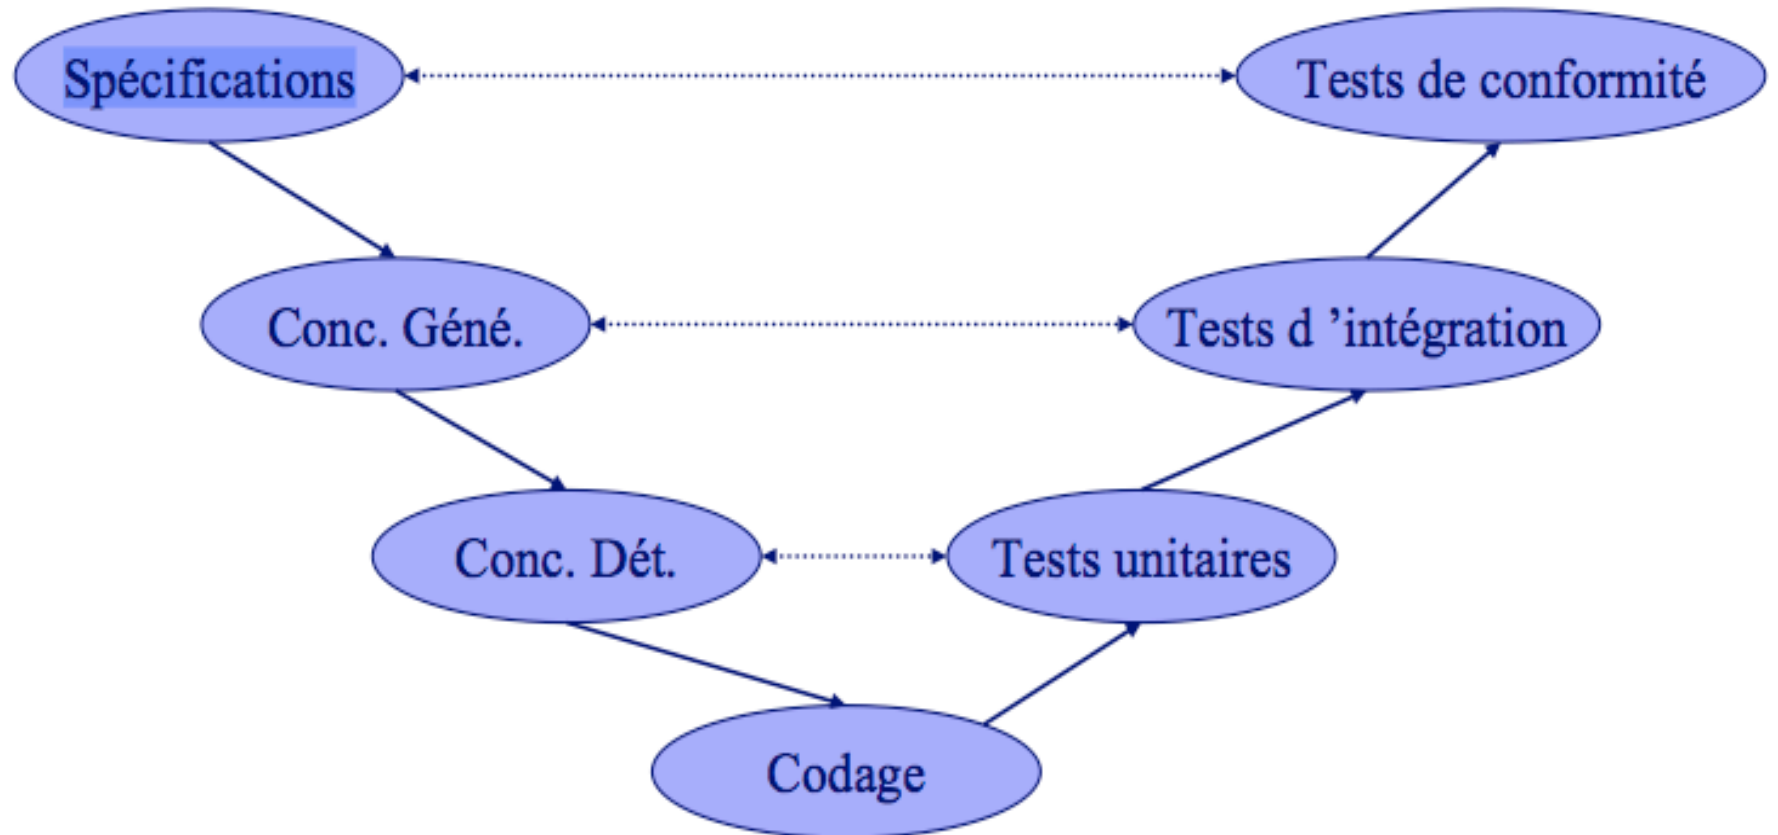 Spécifications
Tests de conformité
Conc. Géné.
Tests d ’intégration
Conc. Dét.
Tests unitaires
Codage